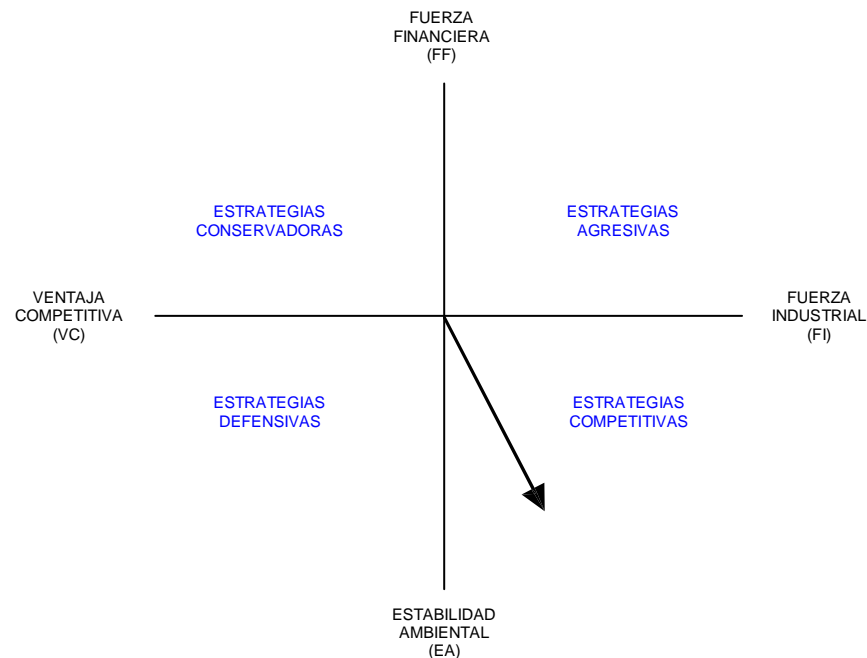 FUERZA
FINANCIERA
(FF)
ESTRATEGIAS
CONSERVADORAS
ESTRATEGIAS
AGRESIVAS
VENTAJA
COMPETITIVA
(VC)
FUERZA
INDUSTRIAL
(FI)
ESTRATEGIAS
DEFENSIVAS
ESTRATEGIAS
COMPETITIVAS
ESTABILIDAD
AMBIENTAL
(EA)